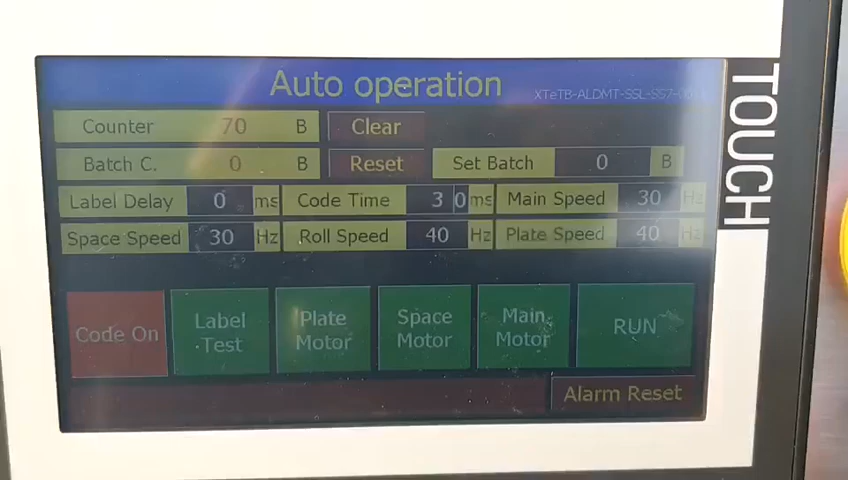 Auto operation
Counter 70 B Clear
Batch C. 0 B Reset Set Batch 0 B
Label Delay 0 ms Code Time 3 0 ms Main Speed 30 Hz
Space Speed 30 Hz Roll Speed 40 Hz Plate Speed 40 Hz
Code On
Label Test
Plate Motor
Space Motor
Main Motor
RUN
Alarm Reset
TOUCH